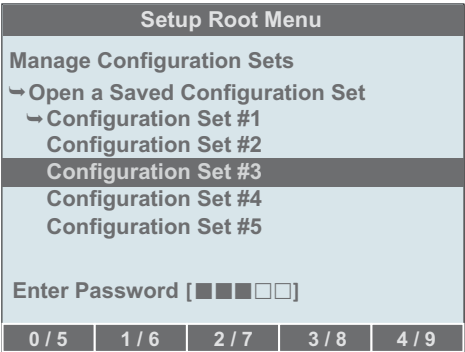 Setup Root Menu
Manage Configuration Sets
➥Open a Saved Configuration Set
➥Configuration Set #1
Configuration Set #2
Configuration Set #3
Configuration Set #4
Configuration Set #5
Enter Password [■■■□□]
0 / 5 1 / 6 2 / 7 3 / 8 4 / 9